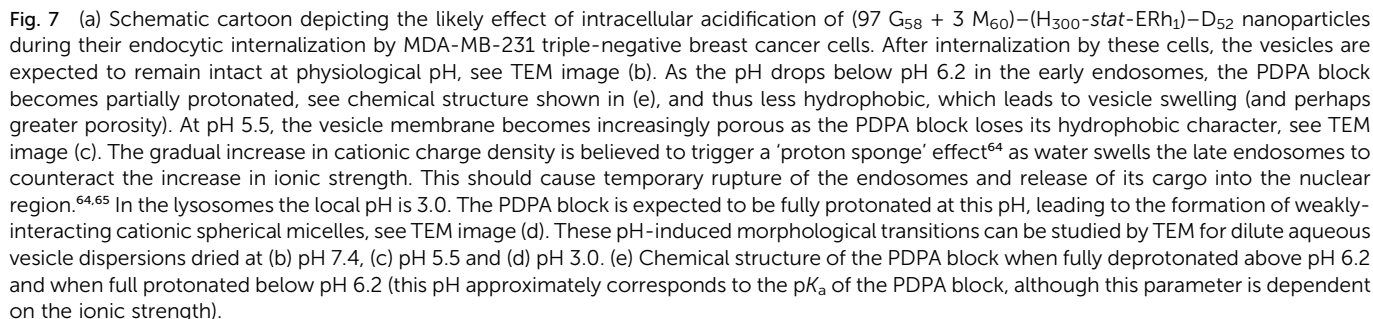 Fig. 7 (a) Schematic cartoon depicting the likely effect of intracellular acidification of (97 G₅₈ + 3 M₆₀)–(H₃₀₀-stat-ERh₁)–D₅₂ nanoparticles
during their endocytic internalization by MDA-MB-231 triple-negative breast cancer cells. After internalization by these cells, the vesicles are
expected to remain intact at physiological pH, see TEM image (b). As the pH drops below pH 6.2 in the early endosomes, the PDPA block
becomes partially protonated, see chemical structure shown in (e), and thus less hydrophobic, which leads to vesicle swelling (and perhaps
greater porosity). At pH 5.5, the vesicle membrane becomes increasingly porous as the PDPA block loses its hydrophobic character, see TEM
image (c). The gradual increase in cationic charge density is believed to trigger a 'proton sponge' effect⁶⁴ as water swells the late endosomes to
counteract the increase in ionic strength. This should cause temporary rupture of the endosomes and release of its cargo into the nuclear
region.⁶⁴,⁶⁵ In the lysosomes the local pH is 3.0. The PDPA block is expected to be fully protonated at this pH, leading to the formation of weakly-
interacting cationic spherical micelles, see TEM image (d). These pH-induced morphological transitions can be studied by TEM for dilute aqueous
vesicle dispersions dried at (b) pH 7.4, (c) pH 5.5 and (d) pH 3.0. (e) Chemical structure of the PDPA block when fully deprotonated above pH 6.2
and when full protonated below pH 6.2 (this pH approximately corresponds to the pKₐ of the PDPA block, although this parameter is dependent
on the ionic strength).